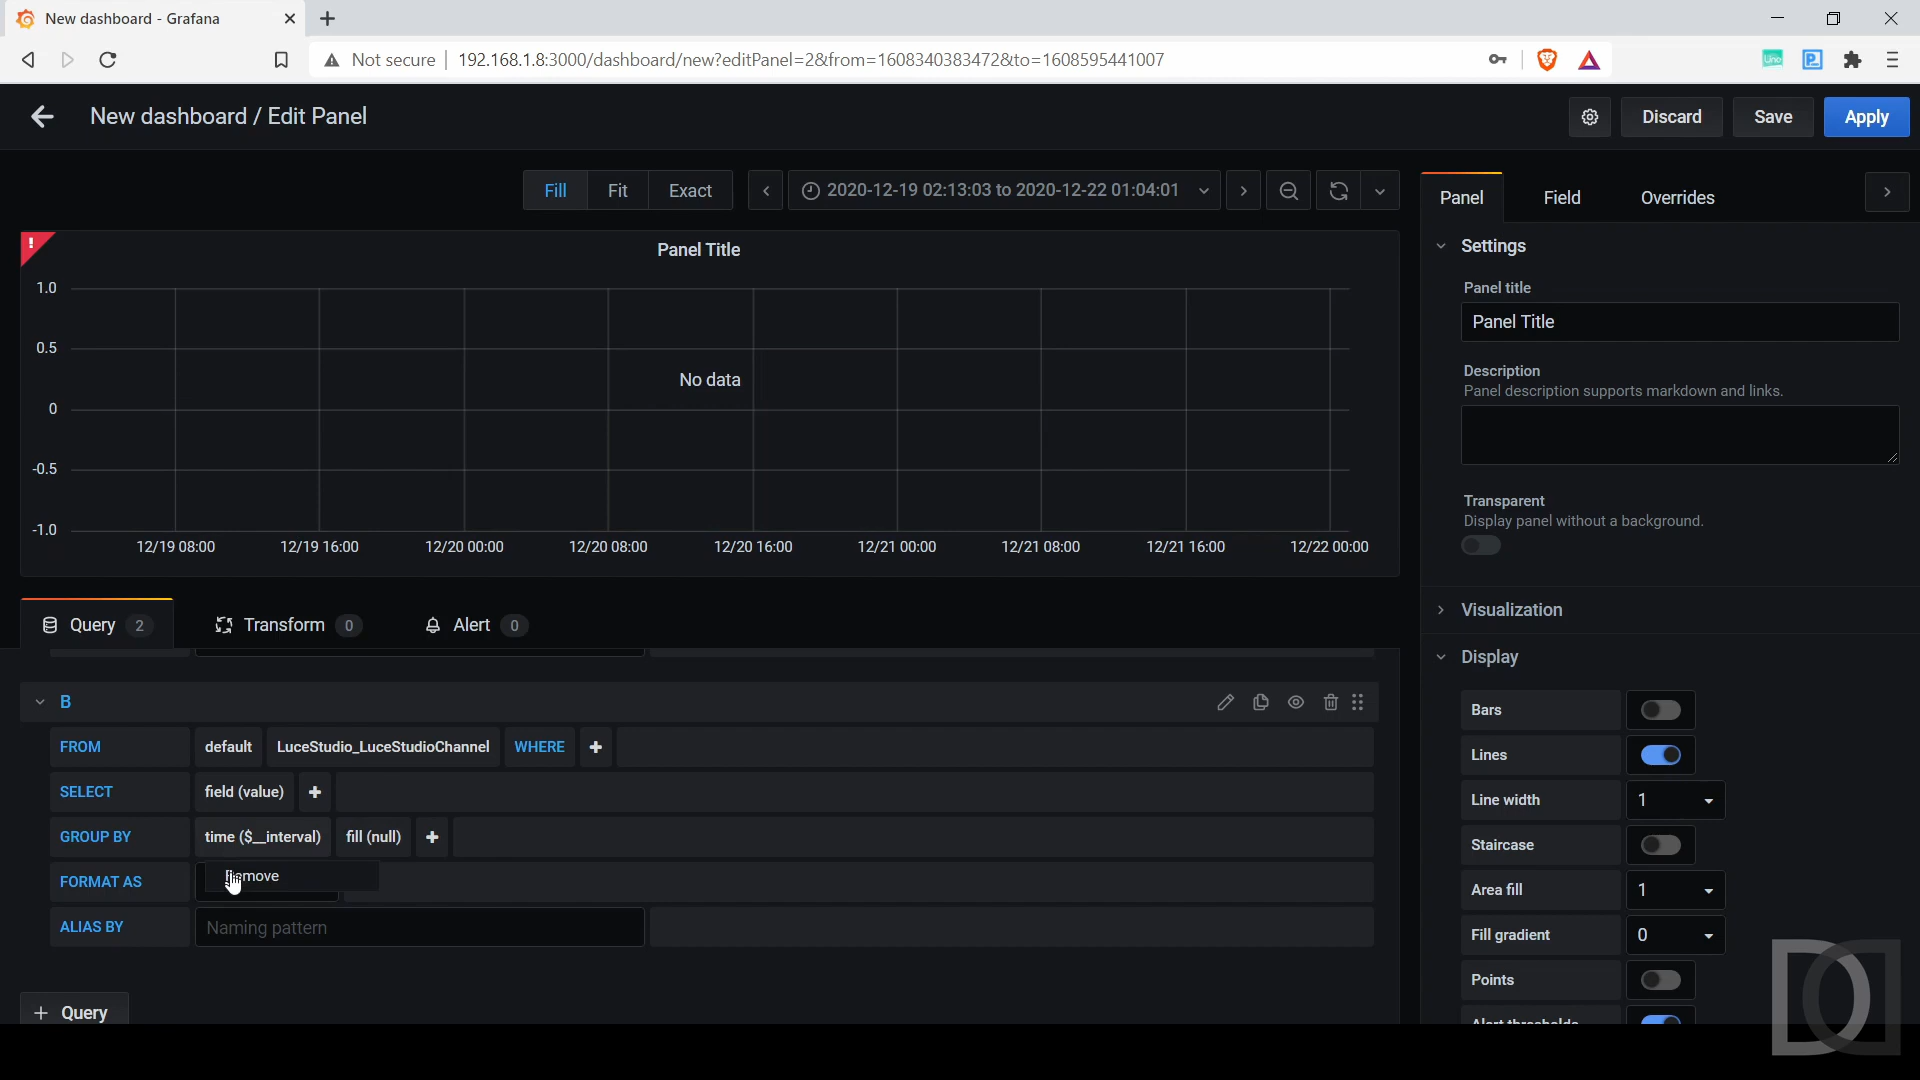 New dashboard - Grafana
Not secure 192.168.1.8:3000/dashboard/new?editPanel=2&from=1608340383472&to=1608595441007
Uno
P
New dashboard / Edit Panel
Discard Save Apply
Fill Fit Exact 2020-12-19 02:13:03 to 2020-12-22 01:04:01
Panel Field Overrides
!
Panel Title
1.0
0.5
0
-0.5
-1.0
No data
12/19 08:00 12/19 16:00 12/20 00:00 12/20 08:00 12/20 16:00 12/21 00:00 12/21 08:00 12/21 16:00 12/22 00:00
Query 2 Transform 0 Alert 0
B
FROM default LuceStudio_LuceStudioChannel WHERE +
SELECT field (value) +
GROUP BY time ($__interval) fill (null) +
FORMAT AS
Remove
ALIAS BY Naming pattern
+ Query
Settings
Panel title
Panel Title
Description
Panel description supports markdown and links.
Transparent
Display panel without a background.
Visualization
Display
Bars
Lines
Line width 1
Staircase
Area fill 1
Fill gradient 0
Points
Alert thresholds